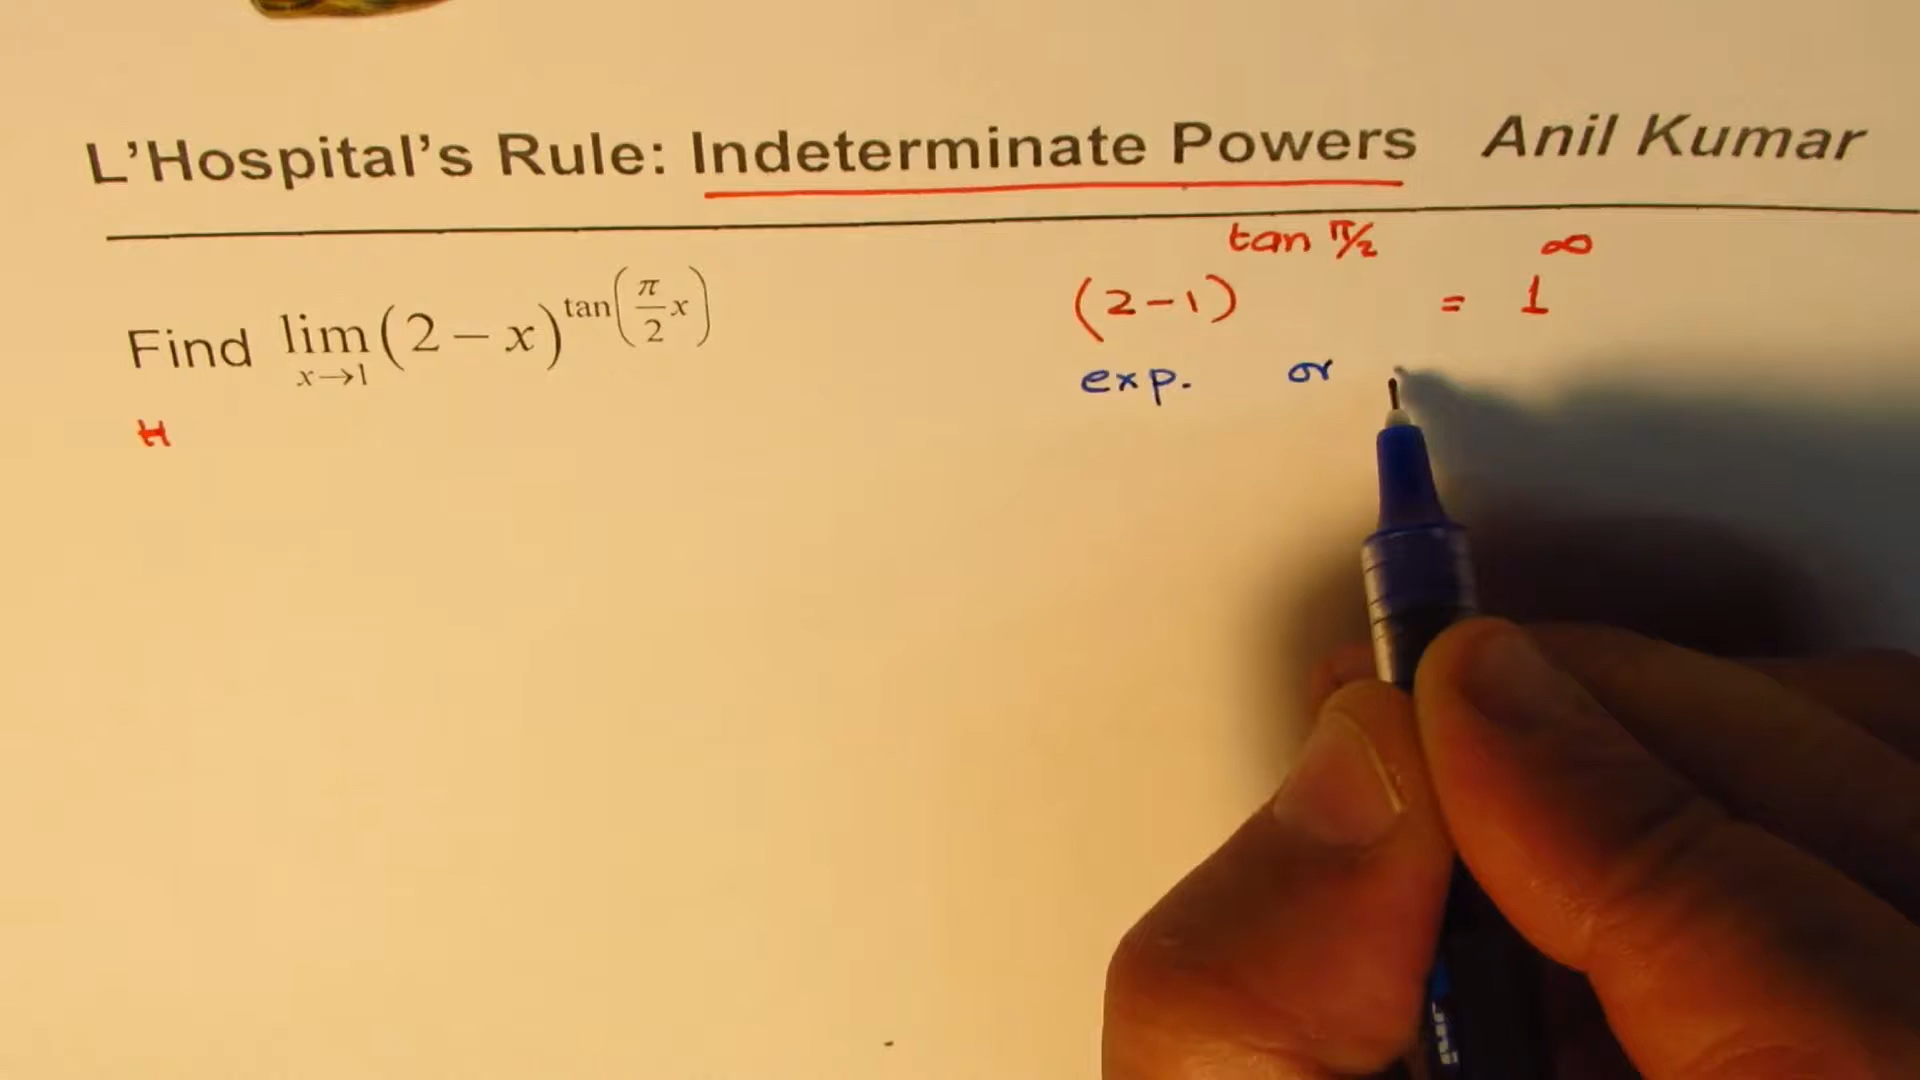 L'Hospital's Rule: Indeterminate Powers Anil Kumar
Find lim x→1 (2 − x)^tan(π/2 x)
(2-1)^tan π/2 = 1^∞
exp. or
H